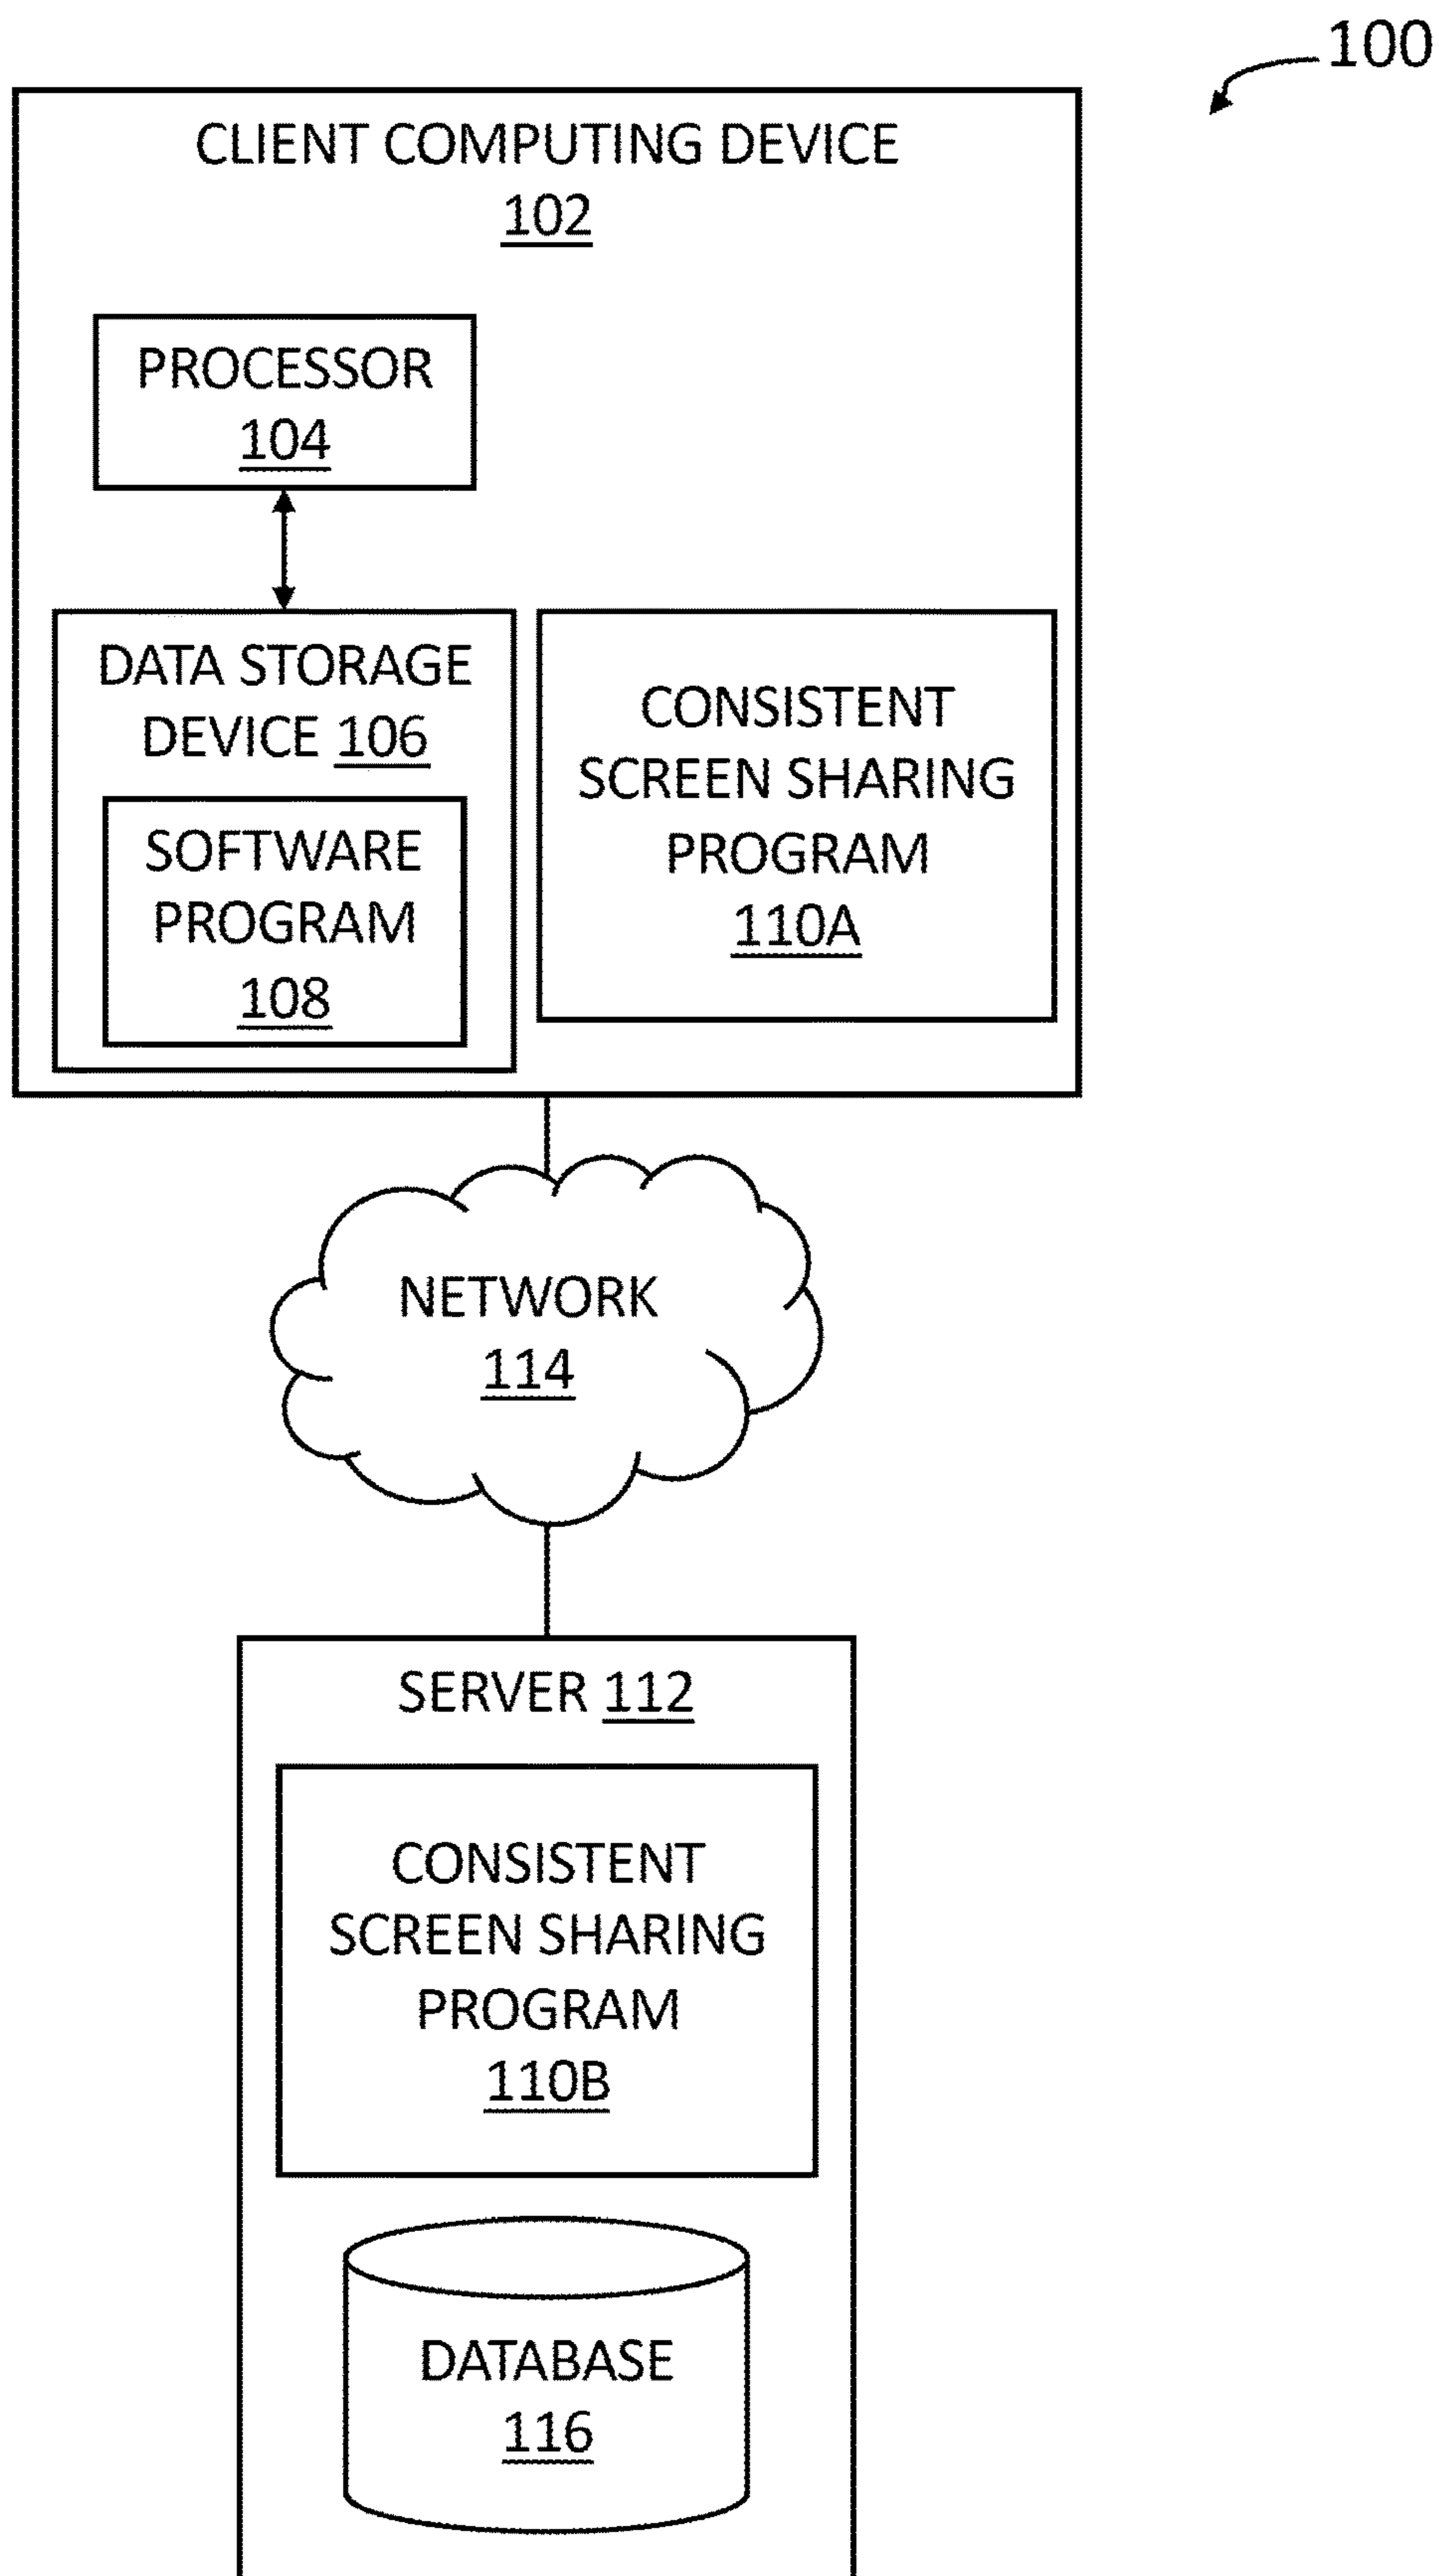 100
CLIENT COMPUTING DEVICE
102
PROCESSOR
104
DATA STORAGE
DEVICE 106
SOFTWARE
PROGRAM
108
CONSISTENT
SCREEN SHARING
PROGRAM
110A
NETWORK
114
SERVER 112
CONSISTENT
SCREEN SHARING
PROGRAM
110B
DATABASE
116